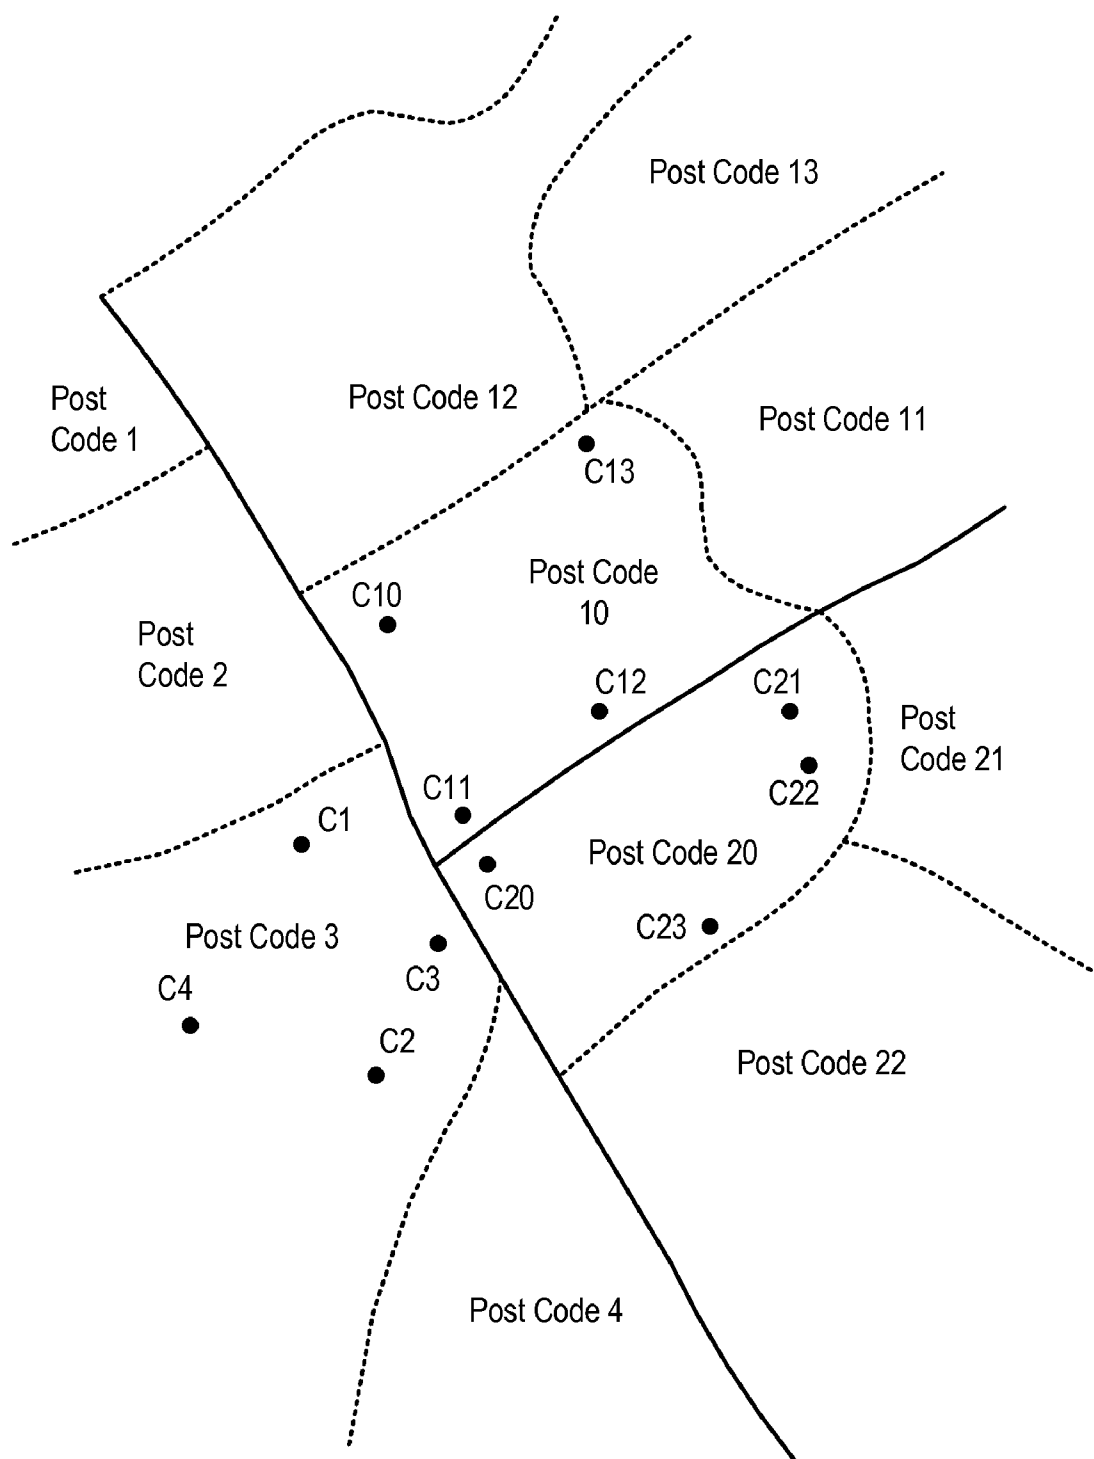 Post Code 13
Post
Code 1
Post Code 12
Post Code 11
C13
Post Code
10
C10
Post
Code 2
C12
C21
Post
Code 21
C11
C22
C1
Post Code 20
C20
C23
Post Code 3
C3
C4
C2
Post Code 22
Post Code 4